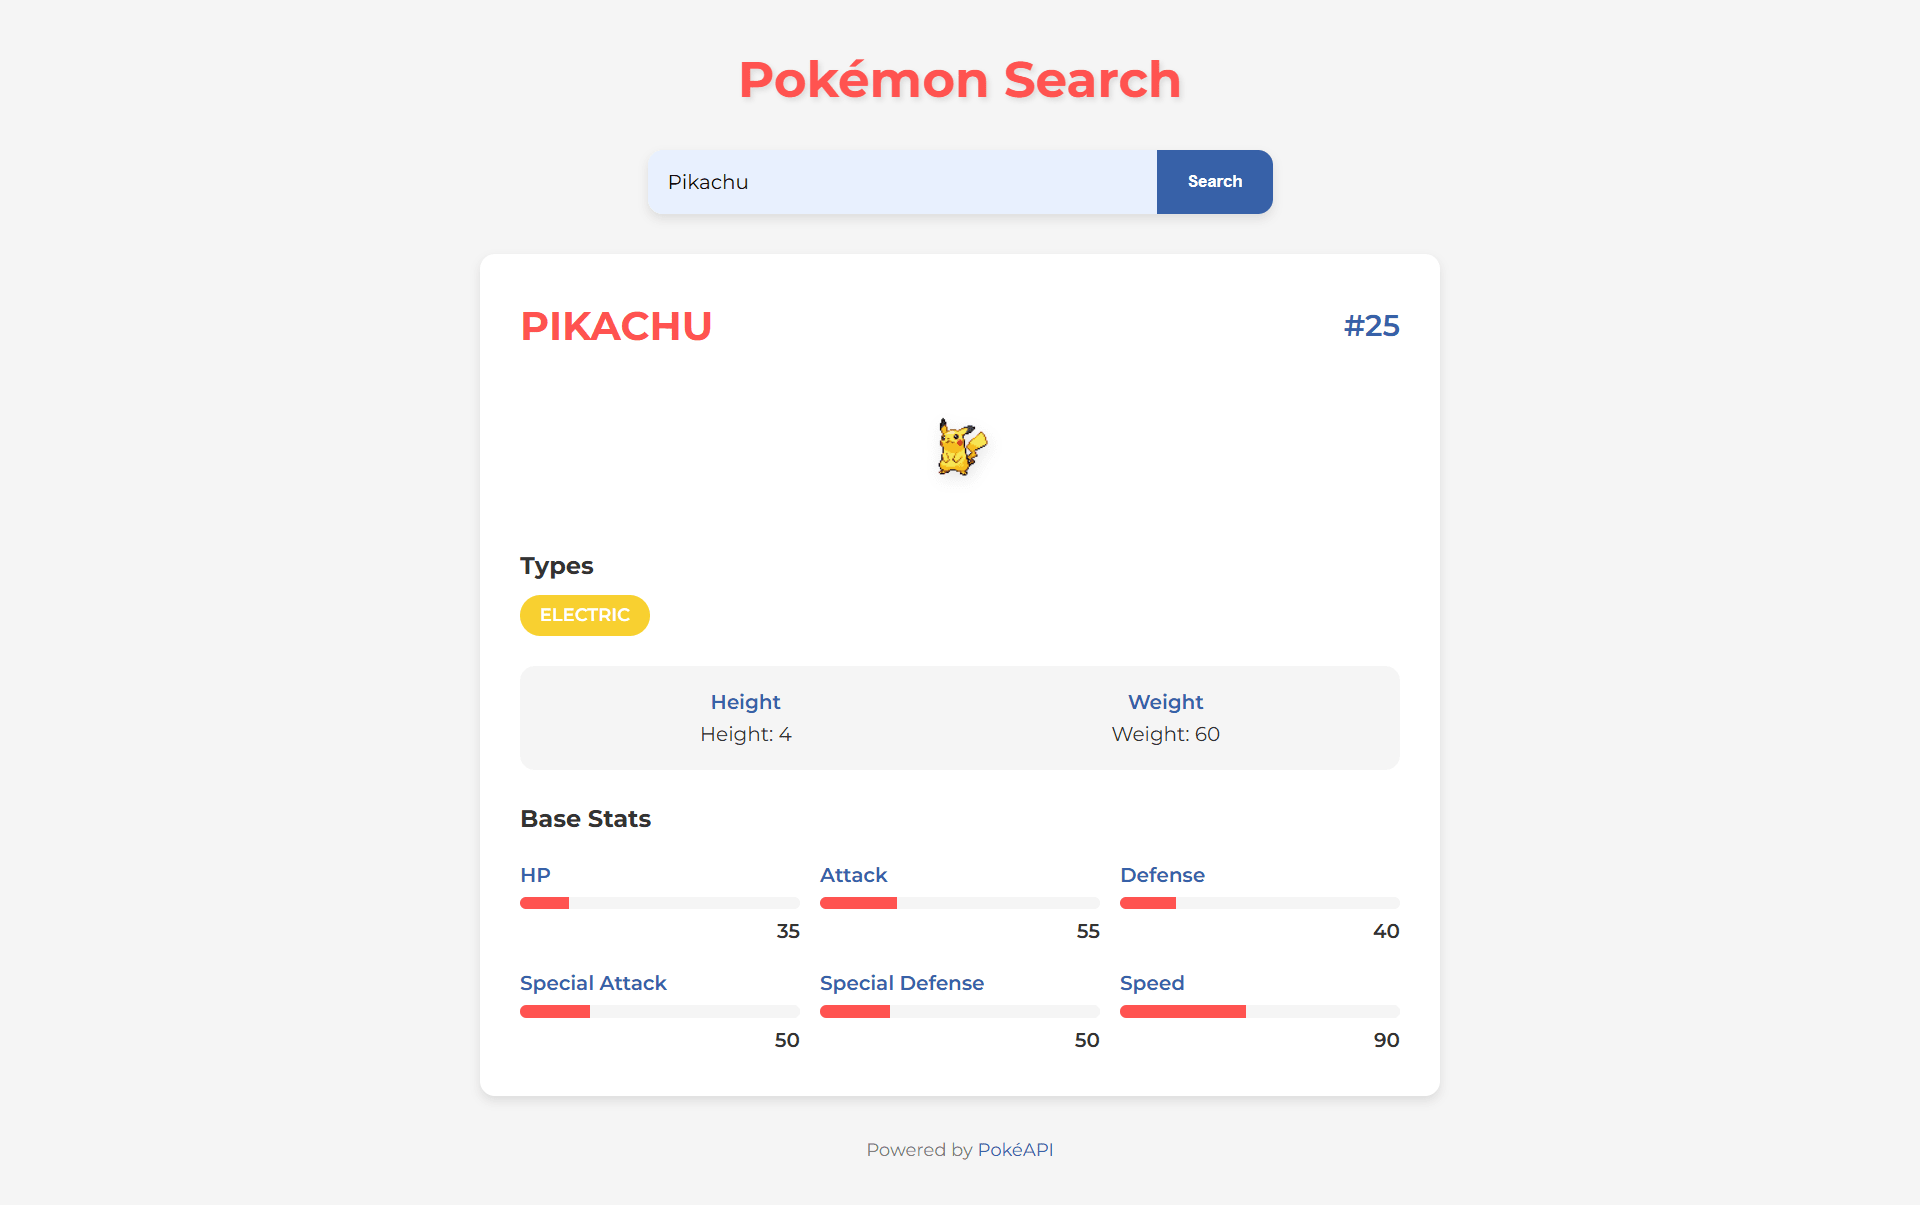 Pokémon Search
Pikachu
Search
PIKACHU
#25
Types
ELECTRIC
Height
Weight
Height: 4
Weight: 60
Base Stats
HP
Attack
Defense
35
55
40
Special Attack
Special Defense
Speed
50
50
90
Powered by PokéAPI